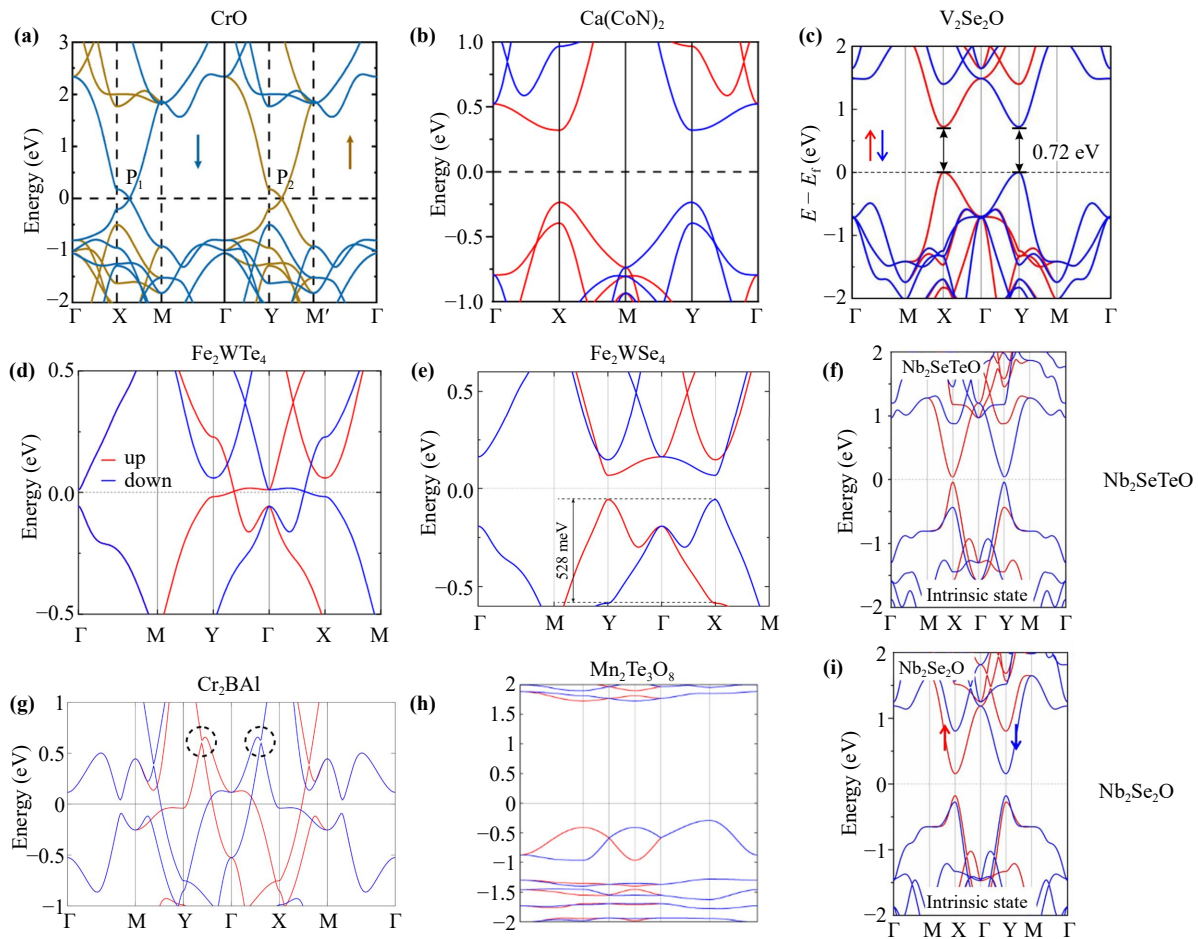 CrO
Ca(CoN)₂
V₂Se₂O
(a)
3
2
1
0
−1
−2
Energy (eV)
P₁
P₂
Γ X M Γ Y M′ Γ
(b)
1.0
0.5
0.0
−0.5
−1.0
Energy (eV)
Γ X M Y Γ
(c)
2
1
0
−1
−2
E − E_f (eV)
0.72 eV
Γ M X Γ Y M Γ
Fe₂WTe₄
Fe₂WSe₄
(d)
0.5
0.0
−0.5
Energy (eV)
up
down
Γ M Y Γ X M
(e)
0.5
0.0
−0.5
Energy (eV)
528 meV
Γ M Y Γ X M
(f)
2
1
0
−1
−2
Energy (eV)
Nb₂SeTeO
Intrinsic state
Γ M X Γ Y M Γ
Nb₂SeTeO
Cr₂BAl
Mn₂Te₃O₈
(g)
1
0.5
0
−0.5
−1
Energy (eV)
Γ M Y Γ X M Γ
(h)
2
1.5
1
0.5
0
−0.5
−1
−1.5
−2
(i)
2
1
0
−1
−2
Energy (eV)
Nb₂Se₂O
Intrinsic state
Γ M X Γ Y M Γ
Nb₂Se₂O